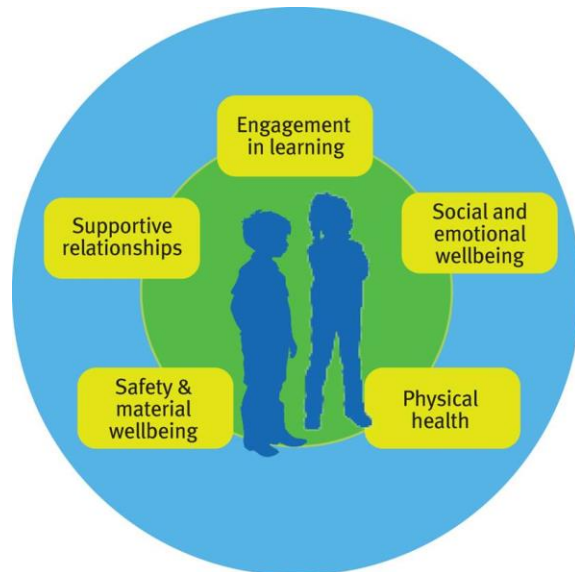 Engagement
in learning
Supportive
relationships
Social and
emotional
wellbeing
Safety &
material
wellbeing
Physical
health